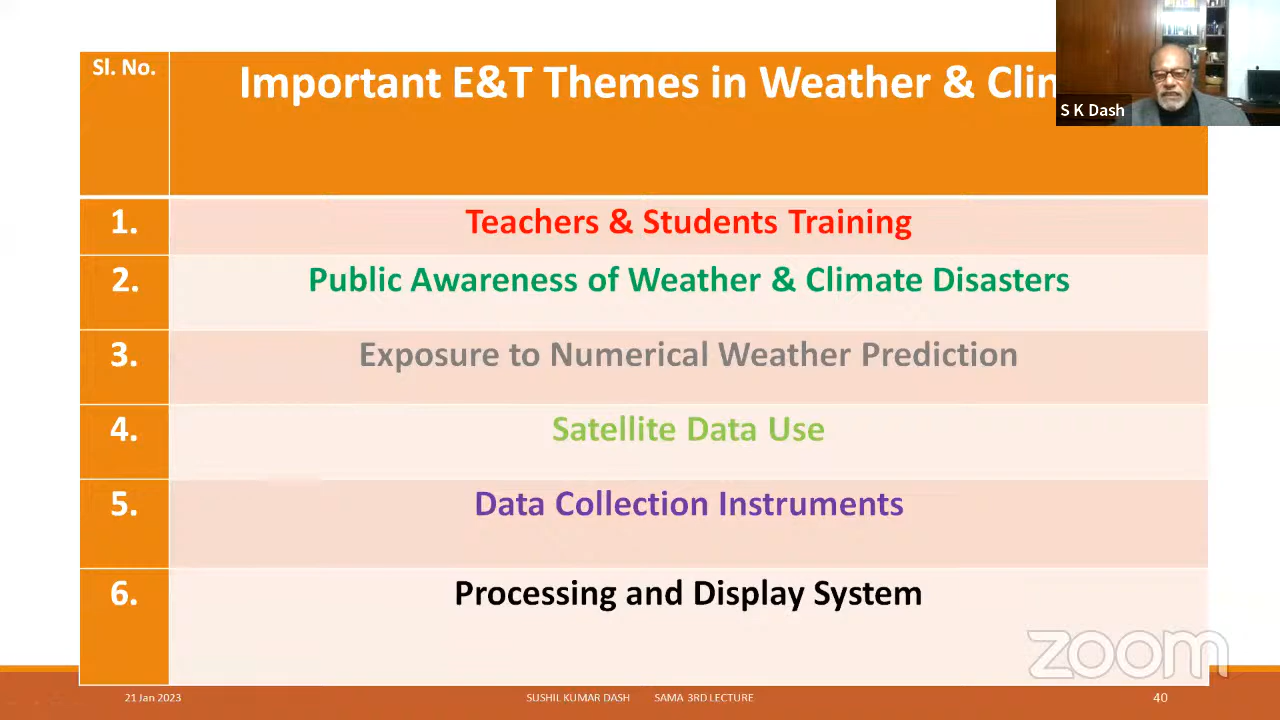 Sl. No.
Important E&T Themes in Weather & Clim
S K Dash
1.
Teachers & Students Training
2.
Public Awareness of Weather & Climate Disasters
3.
Exposure to Numerical Weather Prediction
4.
Satellite Data Use
5.
Data Collection Instruments
6.
Processing and Display System
zoom
21 Jan 2023
SUSHIL KUMAR DASH SAMA 3RD LECTURE
40